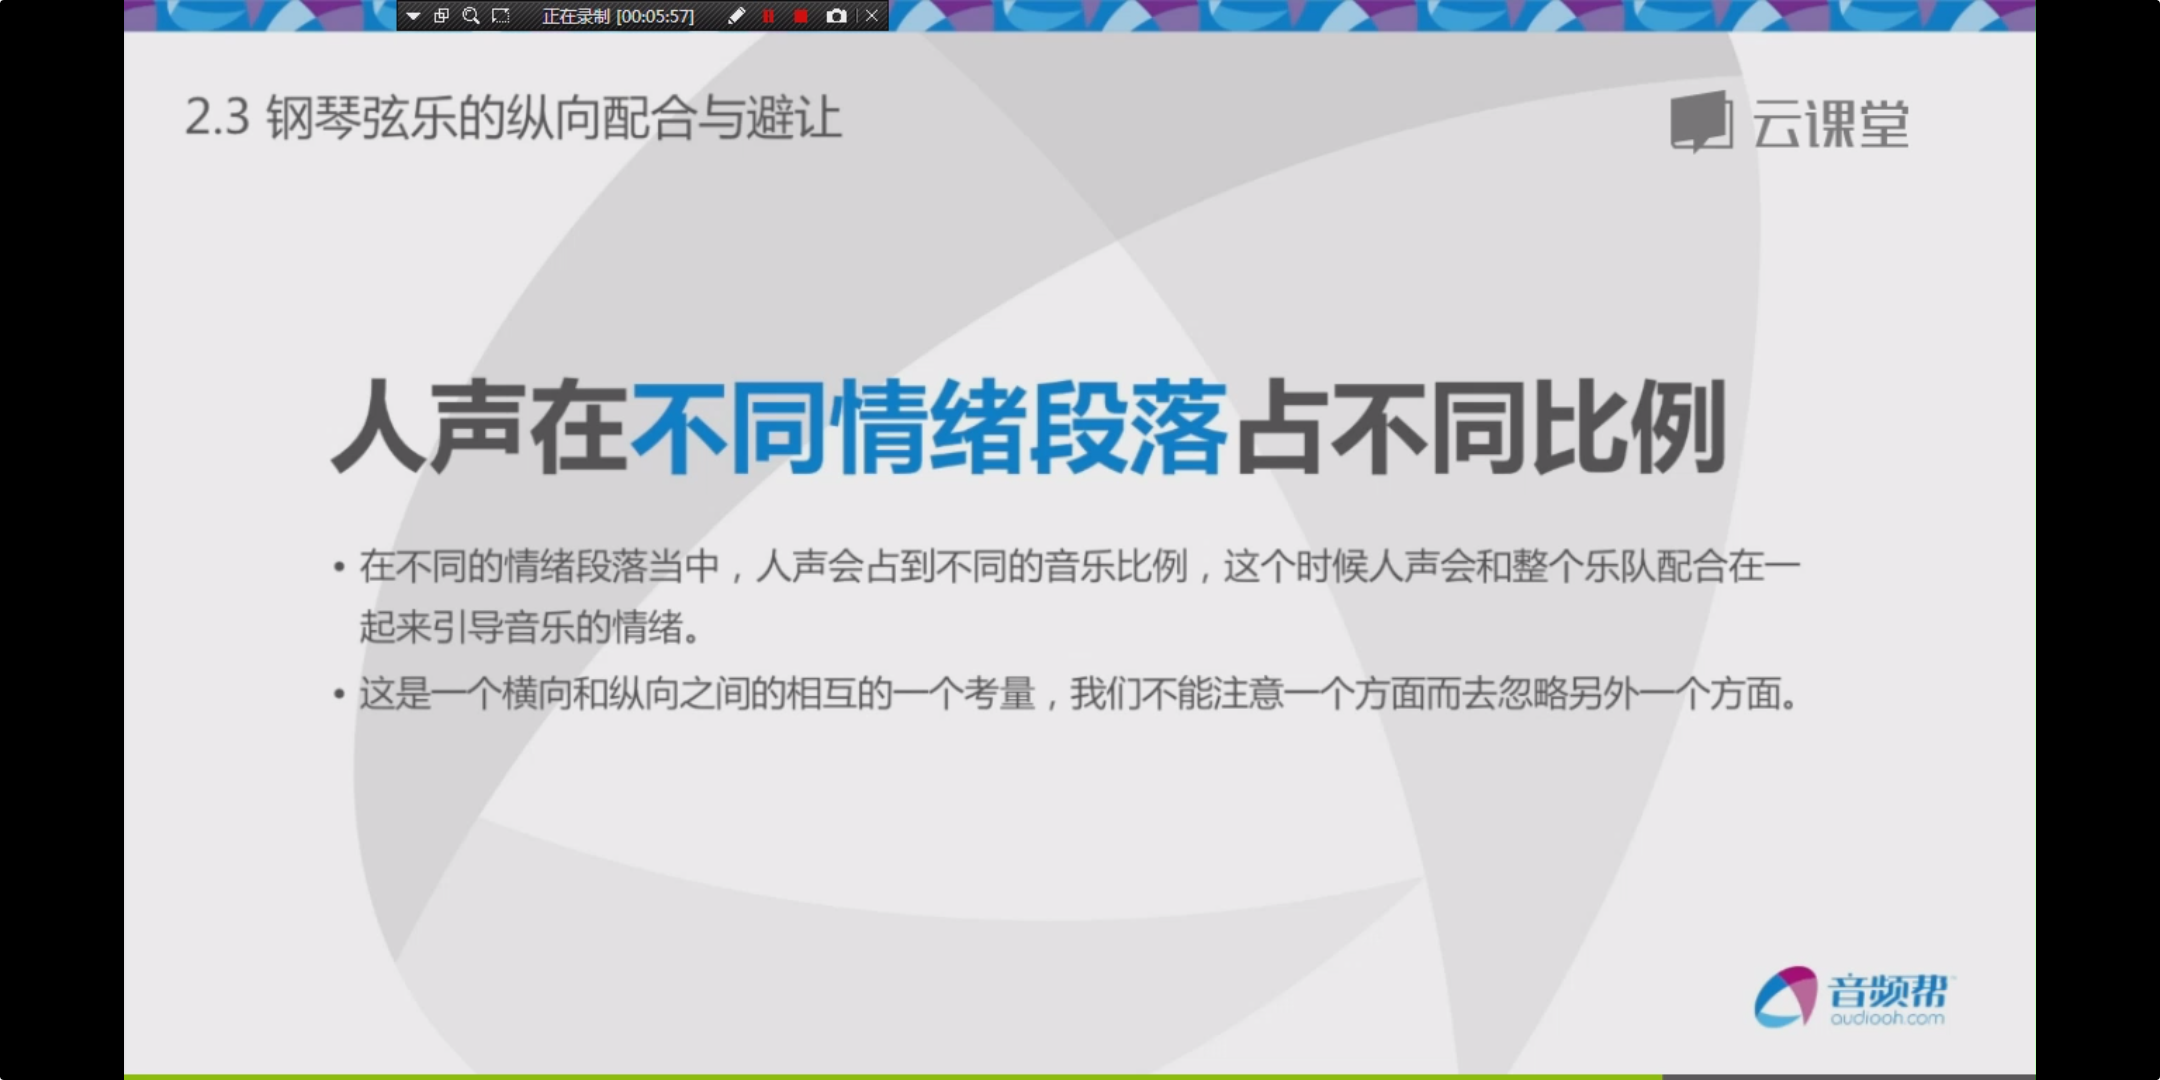 正在录制 [00:05:57]
2.3 钢琴弦乐的纵向配合与避让
云课堂
人声在不同情绪段落占不同比例
• 在不同的情绪段落当中，人声会占到不同的音乐比例，这个时候人声会和整个乐队配合在一
起来引导音乐的情绪。
• 这是一个横向和纵向之间的相互的一个考量，我们不能注意一个方面而去忽略另外一个方面。
音频帮
audiooh.com